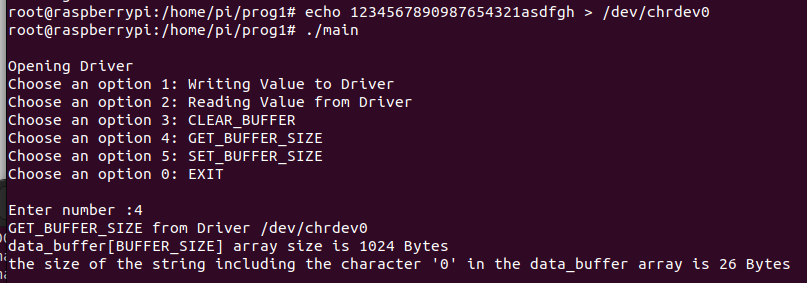 root@raspberrypi:/home/pi/prog1# echo 1234567890987654321asdfgh > /dev/chrdev0
root@raspberrypi:/home/pi/prog1# ./main
Opening Driver
Choose an option 1: Writing Value to Driver
Choose an option 2: Reading Value from Driver
Choose an option 3: CLEAR_BUFFER
Choose an option 4: GET_BUFFER_SIZE
Choose an option 5: SET_BUFFER_SIZE
Choose an option 0: EXIT
Enter number :4
GET_BUFFER_SIZE from Driver /dev/chrdev0
data_buffer[BUFFER_SIZE] array size is 1024 Bytes
the size of the string including the character '0' in the data_buffer array is 26 Bytes